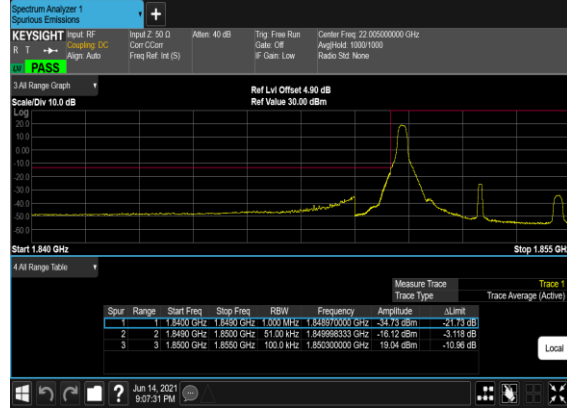 Spectrum Analyzer 1
Spurious Emissions
+
KEYSIGHT Input: RF Input Z: 50 Ω Atten: 40 dB Trig: Free Run Center Freq: 22.005000000 GHz
R T Coupling: DC Corr CCorr Gate: Off Avg|Hold: 1000/1000
Align: Auto Freq Ref: Int (S) IF Gain: Low Radio Std: None
PASS
3 All Range Graph
Ref Lvl Offset 4.90 dB
Scale/Div 10.0 dB Ref Value 30.00 dBm
Log
20.0
10.0
0.00
-10.0
-20.0
-30.0
-40.0
-50.0
-60.0
Start 1.840 GHz Stop 1.855 GH
4 All Range Table
Measure Trace Trace 1
Trace Type Trace Average (Active)
Spur Range Start Freq Stop Freq RBW Frequency Amplitude ΔLimit
1 1 1.8400 GHz 1.8490 GHz 1.000 MHz 1.848970000 GHz -34.73 dBm -21.73 dB
2 2 1.8490 GHz 1.8500 GHz 51.00 kHz 1.849998333 GHz -16.12 dBm -3.118 dB
3 3 1.8500 GHz 1.8550 GHz 100.0 kHz 1.850300000 GHz 19.04 dBm -10.96 dB
Local
? Jun 14, 2021
9:07:31 PM